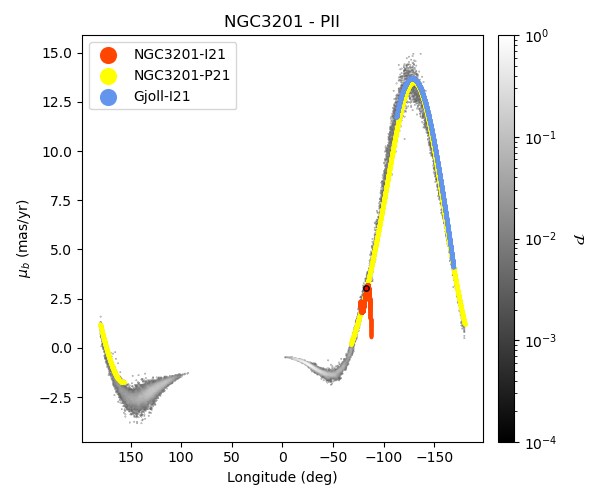 NGC3201 - PII
NGC3201-I21
NGC3201-P21
Gjoll-I21
15.0
12.5
10.0
7.5
5.0
2.5
0.0
−2.5
μb (mas/yr)
150
100
50
0
−50
−100
−150
Longitude (deg)
10^0
10^−1
10^−2
10^−3
10^−4
P